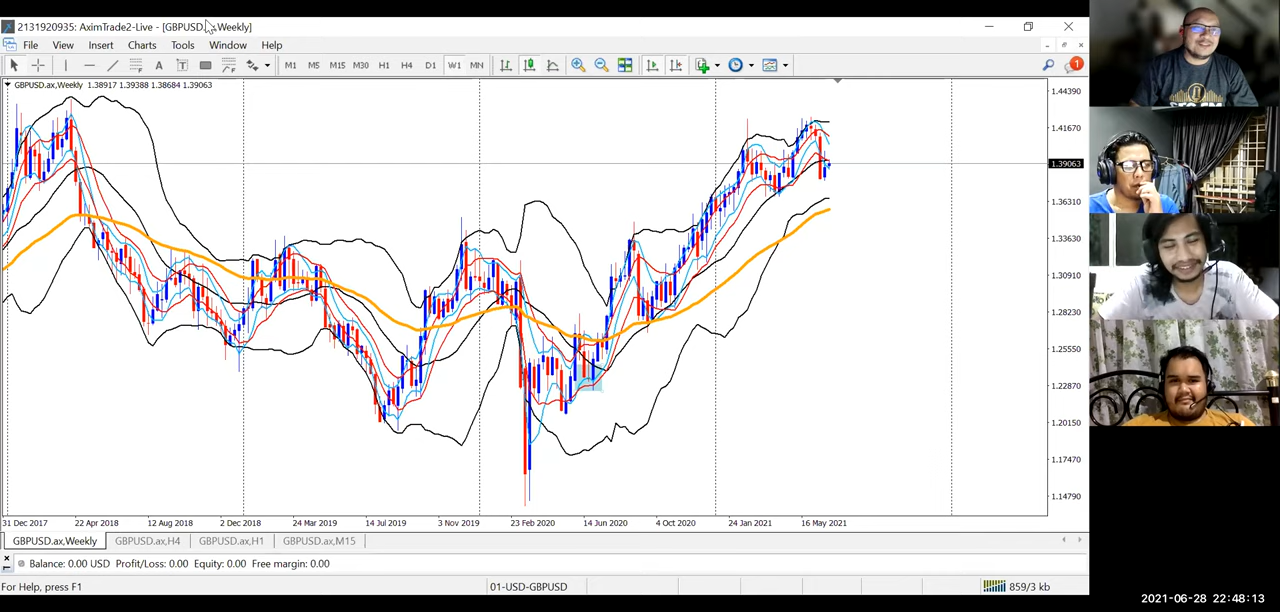 2131920935: AximTrade2-Live - [GBPUSD. Weekly]
File View Insert Charts Tools Window Help
A T M1 M5 M15 M30 H1 H4 D1 W1 MN 1
GBPUSD.ax,Weekly 1.38917 1.39388 1.38684 1.39063
1.44390
1.41670
1.39063
1.36310
1.33630
1.30910
1.28230
1.25550
1.22870
1.20150
1.17470
1.14790
31 Dec 2017 22 Apr 2018 12 Aug 2018 2 Dec 2018 24 Mar 2019 14 Jul 2019 3 Nov 2019 23 Feb 2020 14 Jun 2020 4 Oct 2020 24 Jan 2021 16 May 2021
GBPUSD.ax,Weekly GBPUSD.ax,H4 GBPUSD.ax,H1 GBPUSD.ax,M15
Balance: 0.00 USD Profit/Loss: 0.00 Equity: 0.00 Free margin: 0.00
For Help, press F1 01-USD-GBPUSD 859/3 kb
2021-06-28 22:48:13